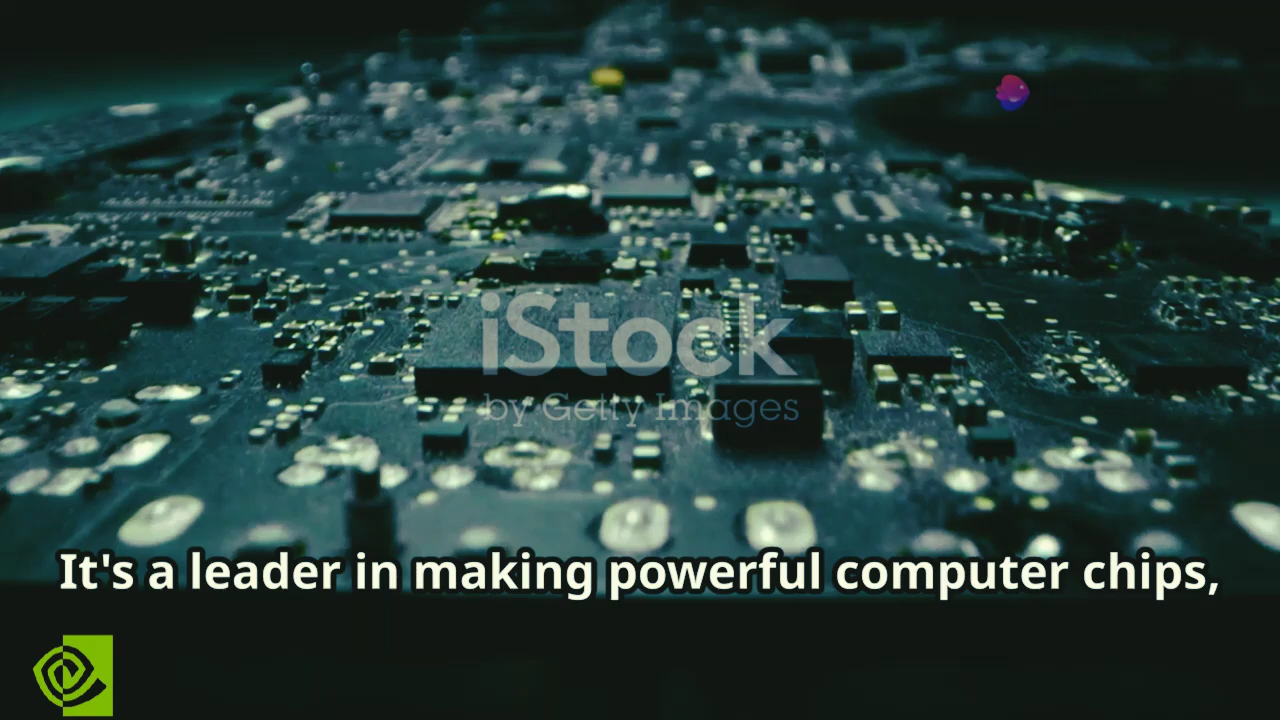 iStock
by Getty Images
It's a leader in making powerful computer chips,